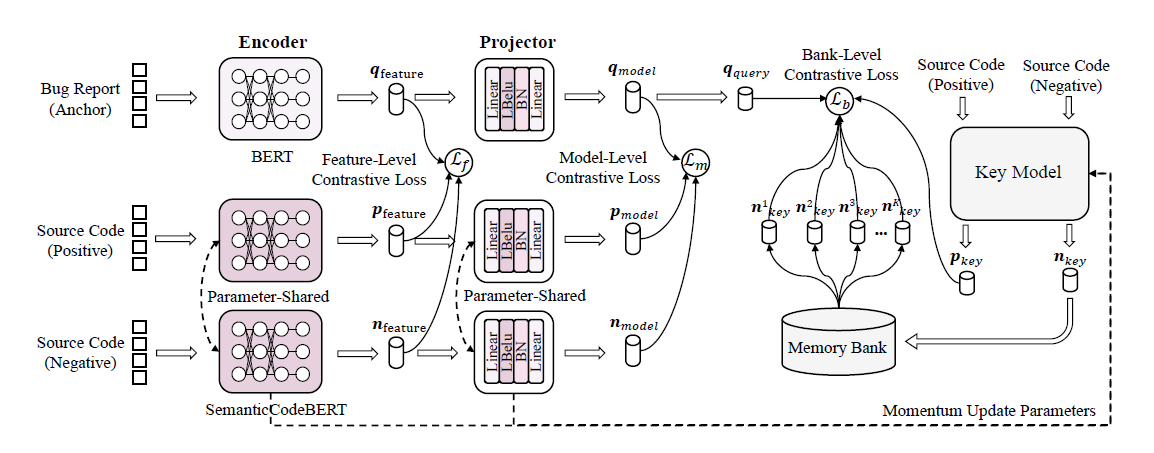 Encoder
Projector
Bug Report
(Anchor)
BERT
q_feature
Linear
LBelu
BN
Linear
q_model
q_query
Bank-Level
Contrastive Loss
ℒ_b
Source Code
(Positive)
Source Code
(Negative)
Key Model
Feature-Level
Contrastive Loss
ℒ_f
Model-Level
Contrastive Loss
ℒ_m
Source Code
(Positive)
Parameter-Shared
p_feature
Linear
LBelu
BN
Linear
Parameter-Shared
p_model
n^1_key
n^2_key
n^3_key
...
n^K_key
p_key
n_key
Source Code
(Negative)
SemanticCodeBERT
n_feature
Linear
LBelu
BN
Linear
n_model
Memory Bank
Momentum Update Parameters